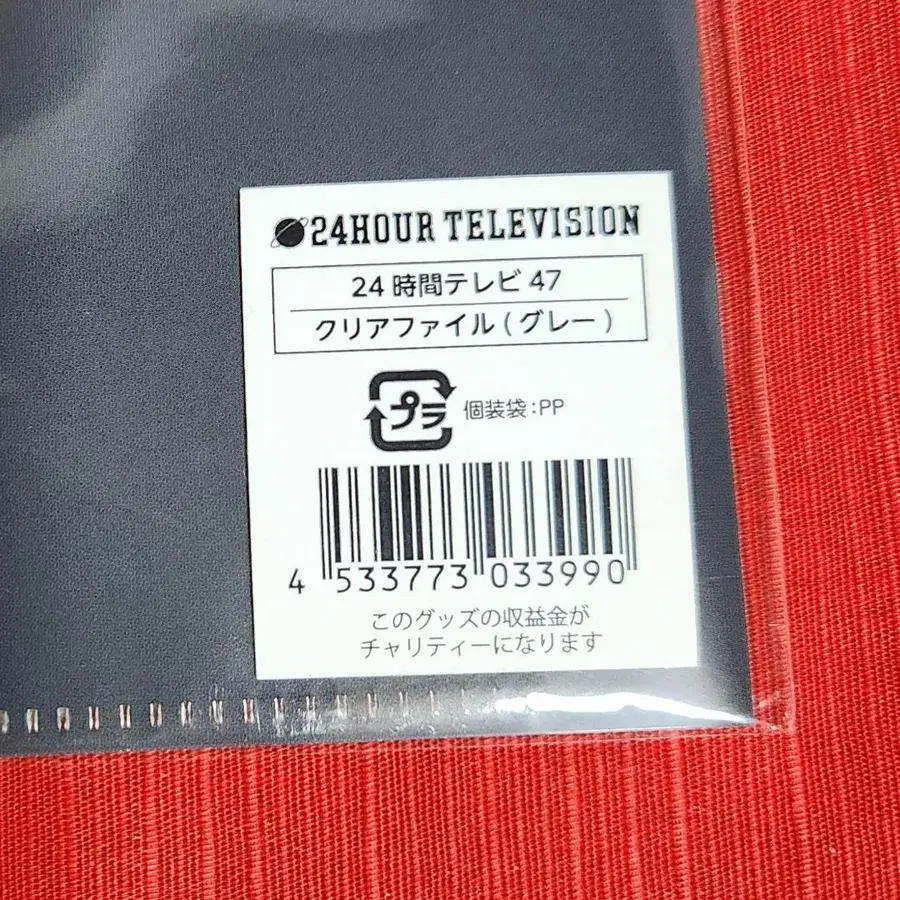 24HOUR TELEVISION
24時間テレビ47
クリアファイル(グレー)
プラ 個装袋:PP
4 533773 033990
このグッズの収益金が
チャリティーになります